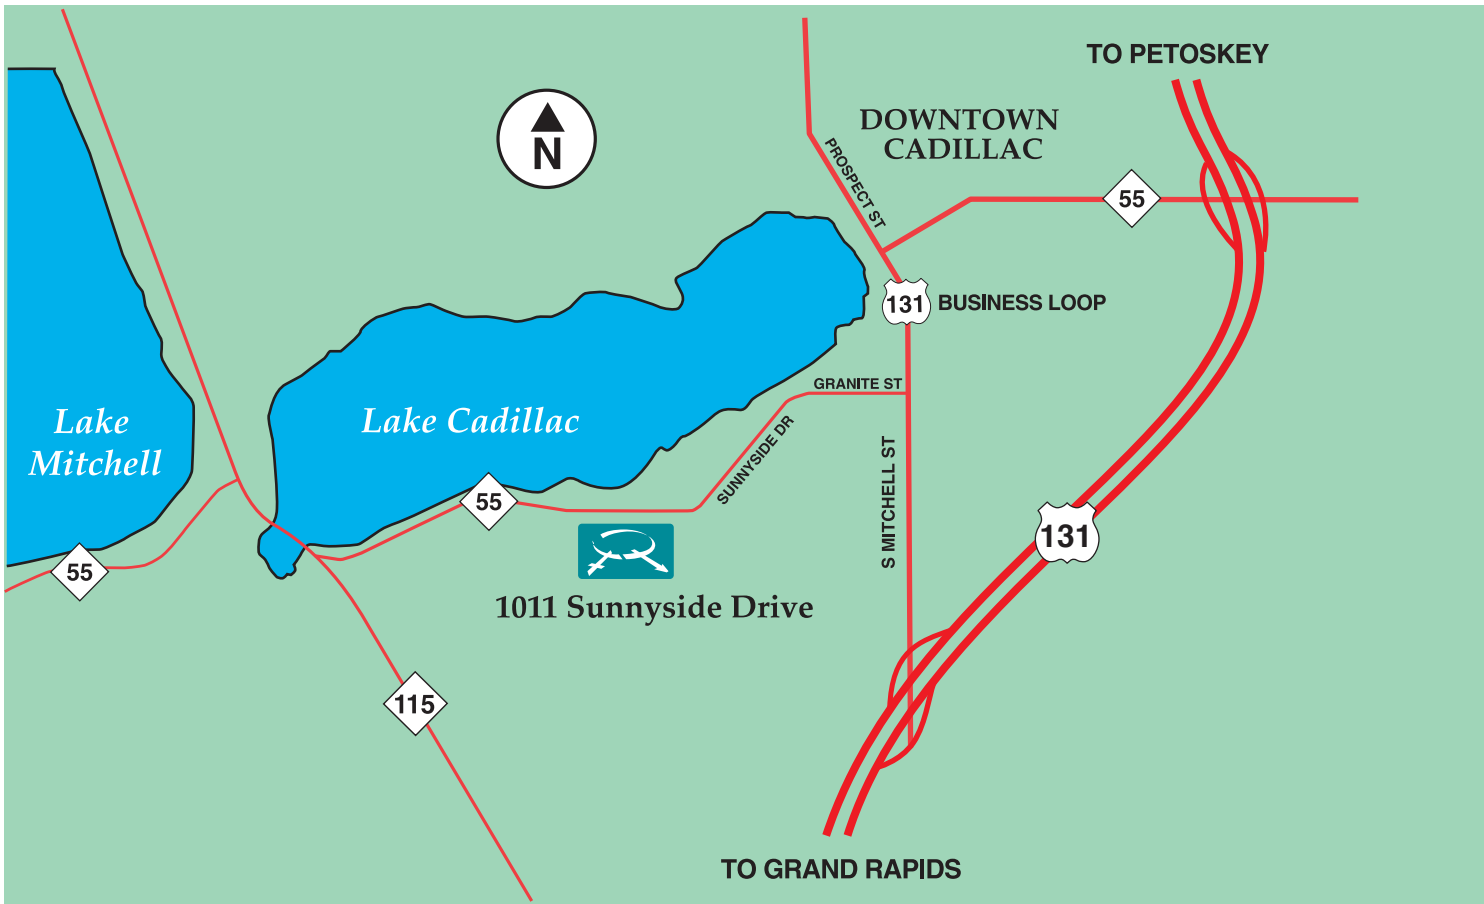 TO PETOSKEY
DOWNTOWN
CADILLAC
N
PROSPECT ST
55
131
BUSINESS LOOP
GRANITE ST
Lake
Mitchell
Lake Cadillac
SUNNYSIDE DR
S MITCHELL ST
55
131
55
1011 Sunnyside Drive
115
TO GRAND RAPIDS